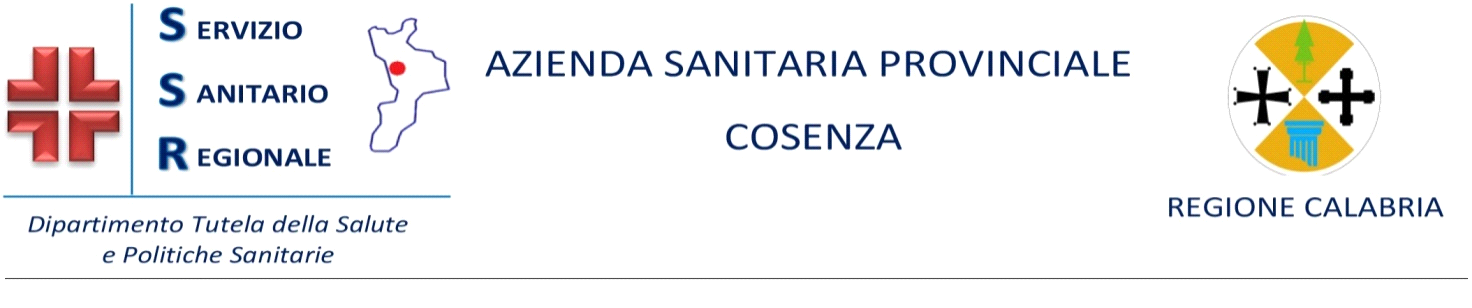 SERVIZIO
SANITARIO
REGIONALE
Dipartimento Tutela della Salute
e Politiche Sanitarie
AZIENDA SANITARIA PROVINCIALE
COSENZA
REGIONE CALABRIA